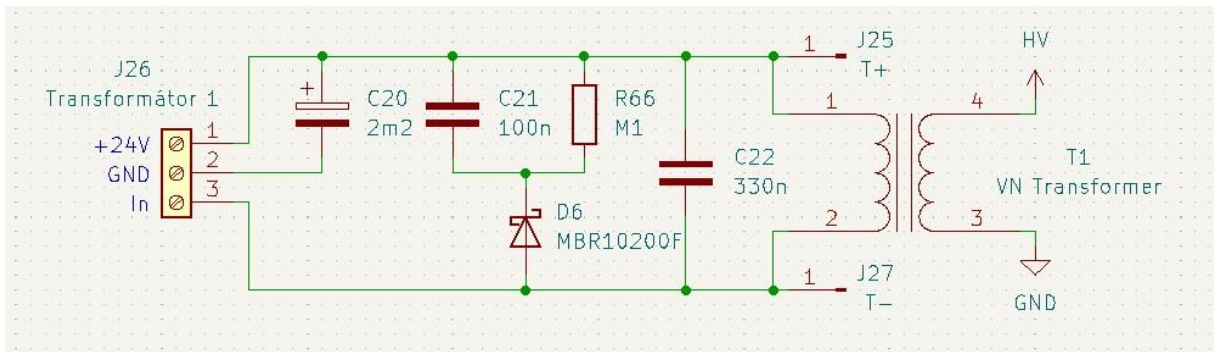 J26
Transformátor 1
+24V 1
GND 2
In 3
+
C20
2m2
C21
100n
R66
M1
D6
MBR10200F
C22
330n
1 J25
T+
1 J27
T-
HV
1
2
4
3
T1
VN Transformer
GND